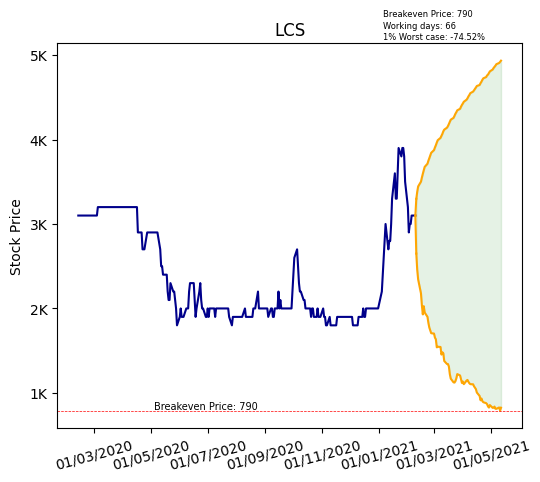 Breakeven Price: 790
Working days: 66
1% Worst case: -74.52%
LCS
Stock Price
5K
4K
3K
2K
1K
Breakeven Price: 790
01/03/2020
01/05/2020
01/07/2020
01/09/2020
01/11/2020
01/01/2021
01/03/2021
01/05/2021